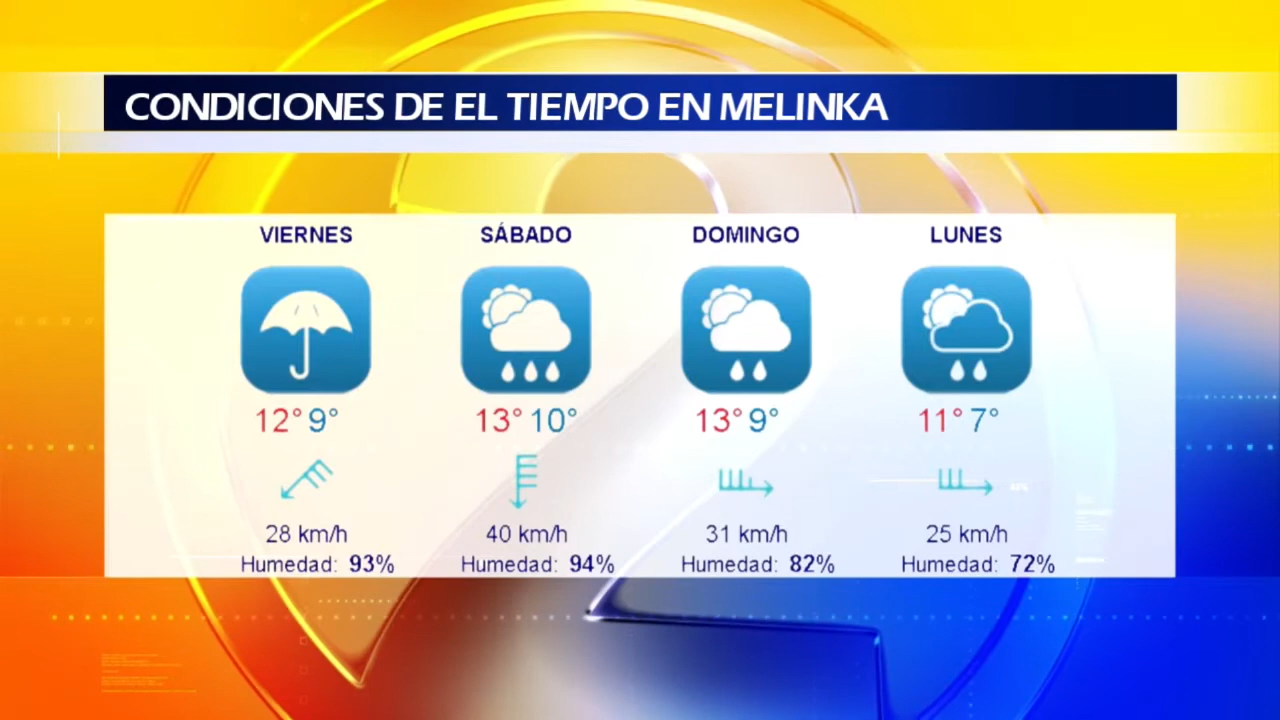 CONDICIONES DE EL TIEMPO EN MELINKA
VIERNES SÁBADO DOMINGO LUNES
12° 9° 13° 10° 13° 9° 11° 7°
28 km/h 40 km/h 31 km/h 25 km/h
Humedad: 93% Humedad: 94% Humedad: 82% Humedad: 72%